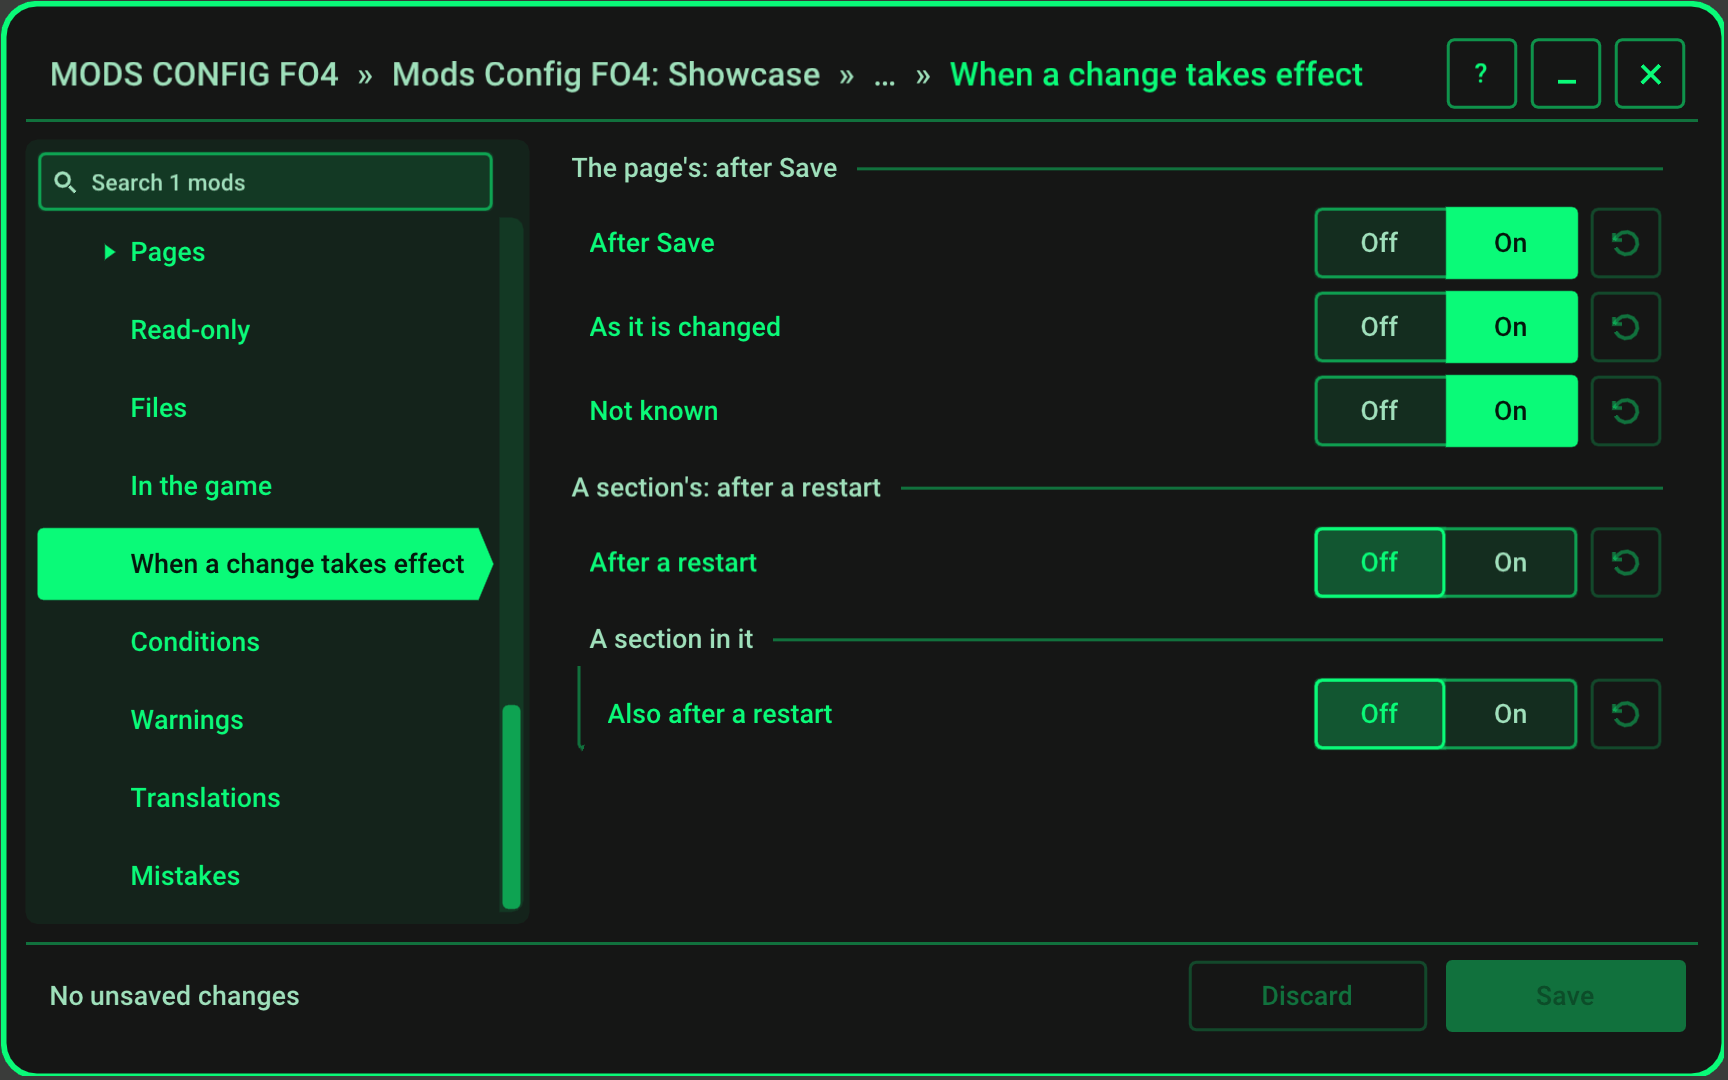 MODS CONFIG FO4 » Mods Config FO4: Showcase » ... » When a change takes effect
?
Search 1 mods
Pages
Read-only
Files
In the game
When a change takes effect
Conditions
Warnings
Translations
Mistakes
The page's: after Save
After Save Off On
As it is changed Off On
Not known Off On
A section's: after a restart
After a restart Off On
A section in it
Also after a restart Off On
No unsaved changes
Discard Save